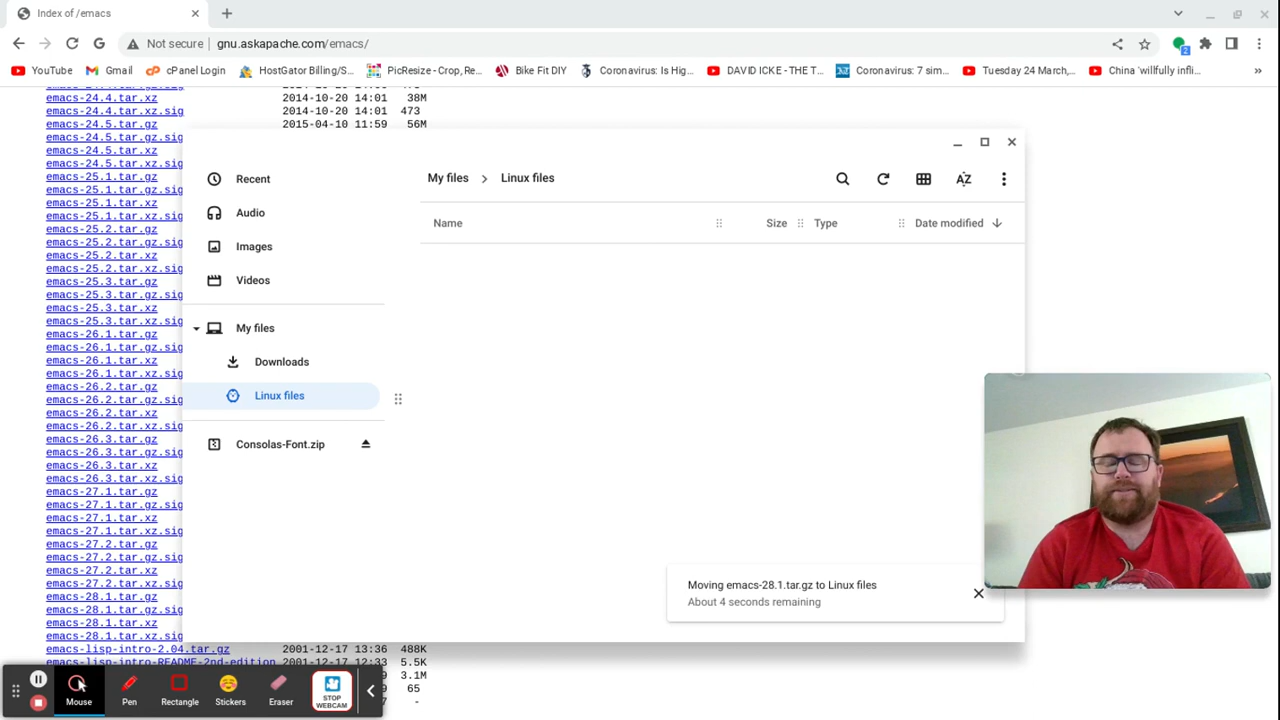 Index of /emacs
Not secure gnu.askapache.com/emacs/
2
YouTube Gmail cPanel Login HostGator Billing/S... PicResize - Crop, Re... Bike Fit DIY Coronavirus: Is Hig... DAVID ICKE - THE T... Coronavirus: 7 sim... Tuesday 24 March,... China 'willfully infli... »
emacs-24.4.tar.xz 2014-10-20 14:01 38M
emacs-24.4.tar.xz.sig 2014-10-20 14:01 473
emacs-24.5.tar.gz 2015-04-10 11:59 56M
emacs-24.5.tar.gz.sig
emacs-24.5.tar.xz
emacs-24.5.tar.xz.sig
emacs-25.1.tar.gz
emacs-25.1.tar.gz.sig
emacs-25.1.tar.xz
emacs-25.1.tar.xz.sig
emacs-25.2.tar.gz
emacs-25.2.tar.gz.sig
emacs-25.2.tar.xz
emacs-25.2.tar.xz.sig
emacs-25.3.tar.gz
emacs-25.3.tar.gz.sig
emacs-25.3.tar.xz
emacs-25.3.tar.xz.sig
emacs-26.1.tar.gz
emacs-26.1.tar.gz.sig
emacs-26.1.tar.xz
emacs-26.1.tar.xz.sig
emacs-26.2.tar.gz
emacs-26.2.tar.gz.sig
emacs-26.2.tar.xz
emacs-26.2.tar.xz.sig
emacs-26.3.tar.gz
emacs-26.3.tar.gz.sig
emacs-26.3.tar.xz
emacs-26.3.tar.xz.sig
emacs-27.1.tar.gz
emacs-27.1.tar.gz.sig
emacs-27.1.tar.xz
emacs-27.1.tar.xz.sig
emacs-27.2.tar.gz
emacs-27.2.tar.gz.sig
emacs-27.2.tar.xz
emacs-27.2.tar.xz.sig
emacs-28.1.tar.gz
emacs-28.1.tar.gz.sig
emacs-28.1.tar.xz
emacs-28.1.tar.xz.sig
emacs-lisp-intro-2.04.tar.gz 2001-12-17 13:36 488K
emacs-lisp-intro-README-2nd-edition 2001-12-17 12:33 5.5K
3.1M
65
7 -
Recent
Audio
Images
Videos
My files
Downloads
Linux files
Consolas-Font.zip
My files Linux files
AZ
Name Size Type Date modified
Moving emacs-28.1.tar.gz to Linux files
About 4 seconds remaining
Mouse Pen Rectangle Stickers Eraser STOP
WEBCAM